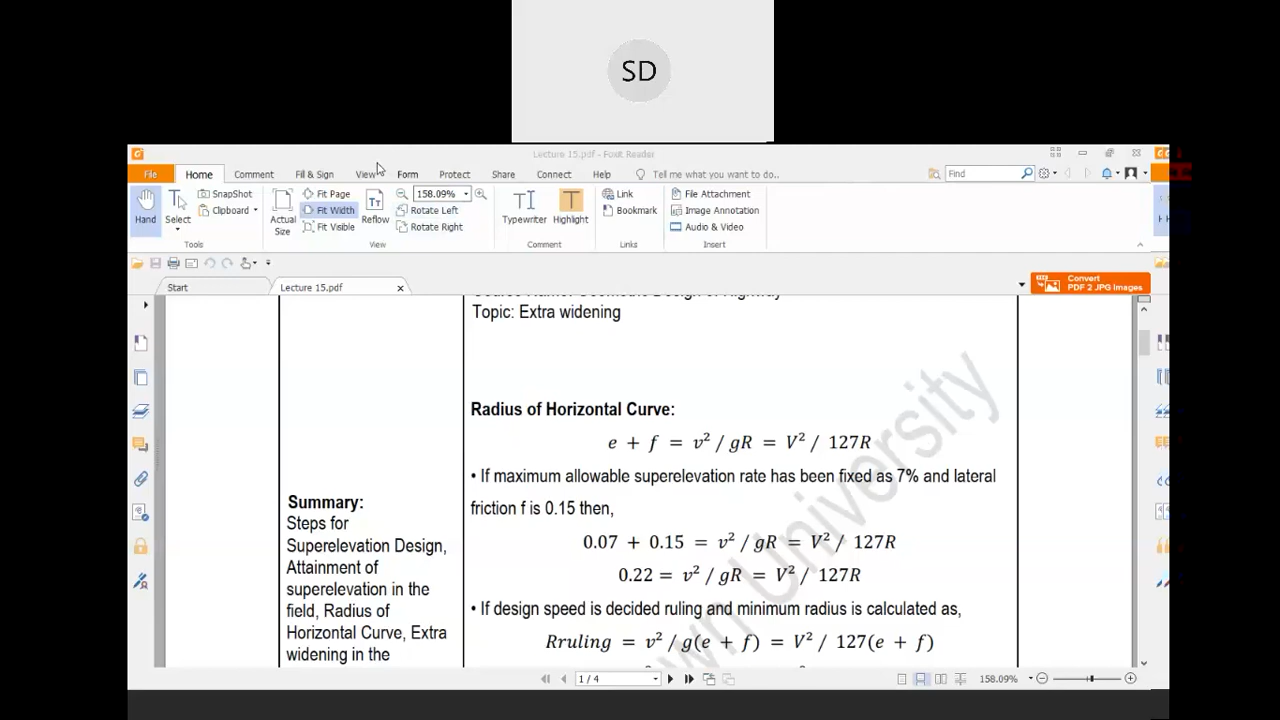 SD
Lecture 15.pdf - Foxit Reader
File Home Comment Fill & Sign View Form Protect Share Connect Help Tell me what you want to do.. Find
Hand
Select
SnapShot
Clipboard
Tools
Actual Size
Fit Page
Fit Width
Fit Visible
Reflow
158.09%
Rotate Left
Rotate Right
View
Typewriter
Highlight
Comment
Link
Bookmark
Links
File Attachment
Image Annotation
Audio & Video
Insert
Start
Lecture 15.pdf
Convert
PDF 2 JPG Images
Topic: Extra widening
Radius of Horizontal Curve:
e + f = v² / gR = V² / 127R
• If maximum allowable superelevation rate has been fixed as 7% and lateral
friction f is 0.15 then,
0.07 + 0.15 = v² / gR = V² / 127R
0.22 = v² / gR = V² / 127R
• If design speed is decided ruling and minimum radius is calculated as,
Rruling = v² / g(e + f) = V² / 127(e + f)
Summary:
Steps for
Superelevation Design,
Attainment of
superelevation in the
field, Radius of
Horizontal Curve, Extra
widening in the
wn University
1 / 4
158.09%